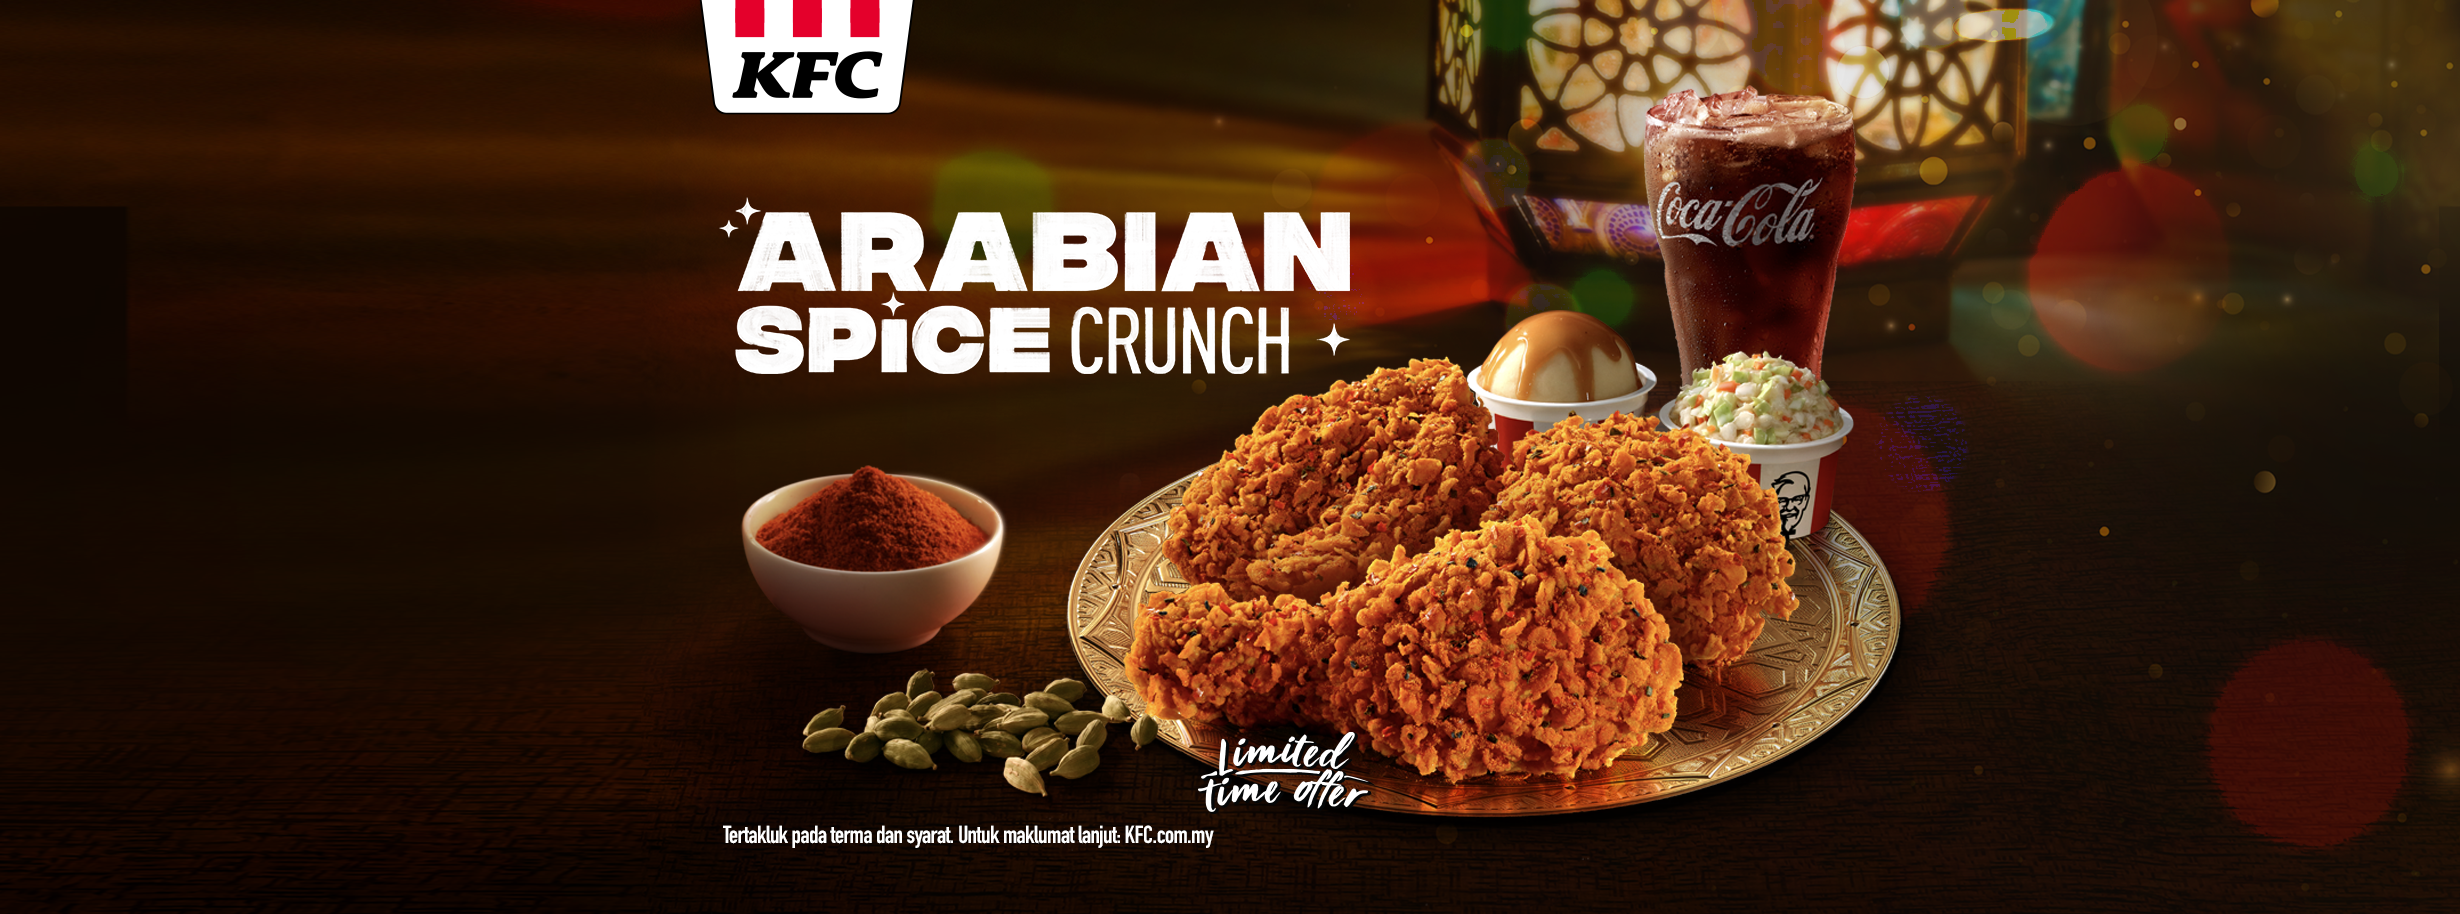 KFC
ARABIAN
SPiCE CRUNCH
Coca-Cola
Limited
time offer
Tertakluk pada terma dan syarat. Untuk maklumat lanjut: KFC.com.my